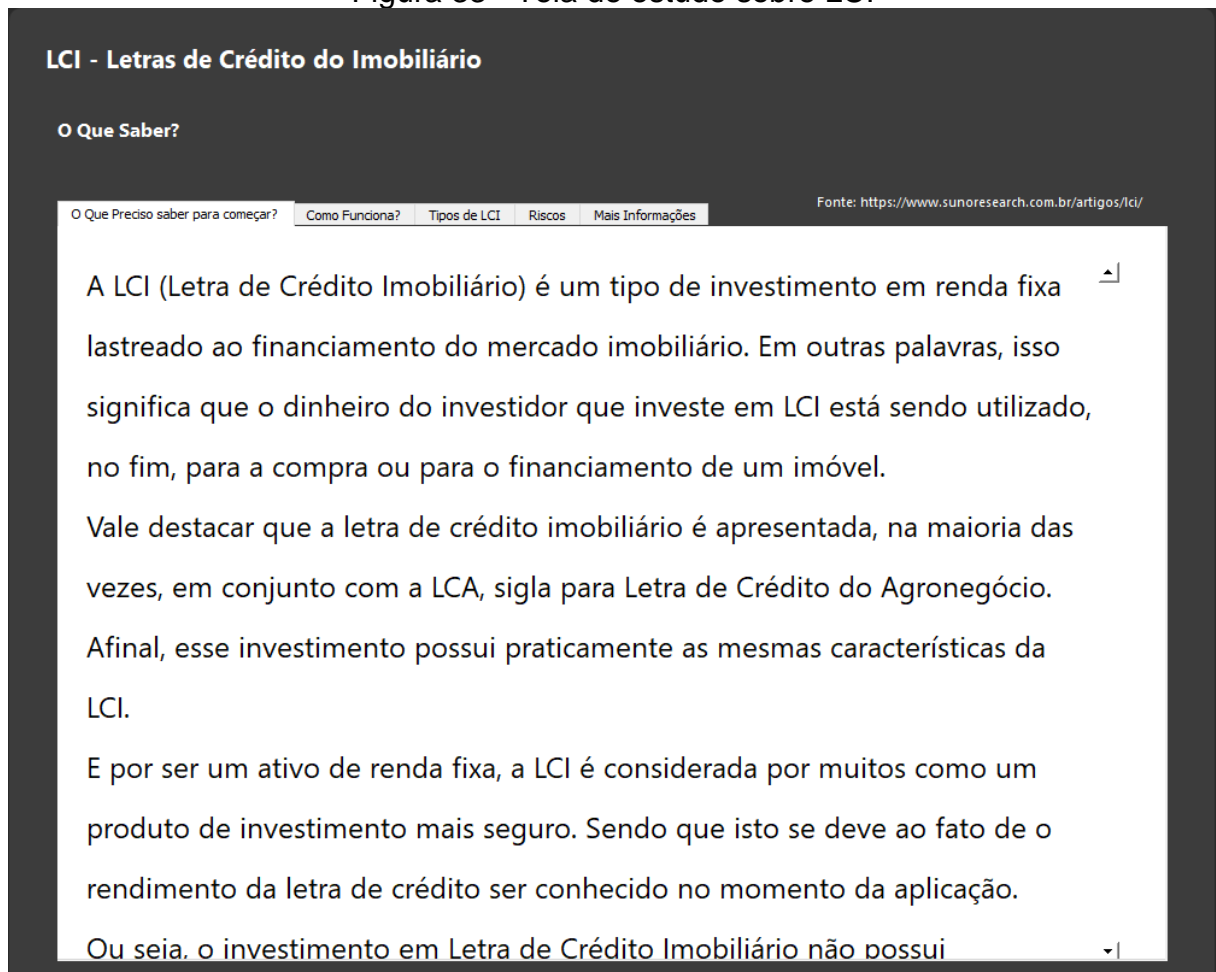 Figura 38 - Tela de estudo sobre LCI
LCI - Letras de Crédito do Imobiliário
O Que Saber?
Fonte: https://www.sunoresearch.com.br/artigos/lci/
O Que Preciso saber para começar? Como Funciona? Tipos de LCI Riscos Mais Informações
A LCI (Letra de Crédito Imobiliário) é um tipo de investimento em renda fixa
lastreado ao financiamento do mercado imobiliário. Em outras palavras, isso
significa que o dinheiro do investidor que investe em LCI está sendo utilizado,
no fim, para a compra ou para o financiamento de um imóvel.
Vale destacar que a letra de crédito imobiliário é apresentada, na maioria das
vezes, em conjunto com a LCA, sigla para Letra de Crédito do Agronegócio.
Afinal, esse investimento possui praticamente as mesmas características da
LCI.
E por ser um ativo de renda fixa, a LCI é considerada por muitos como um
produto de investimento mais seguro. Sendo que isto se deve ao fato de o
rendimento da letra de crédito ser conhecido no momento da aplicação.
Ou seja, o investimento em Letra de Crédito Imobiliário não possui